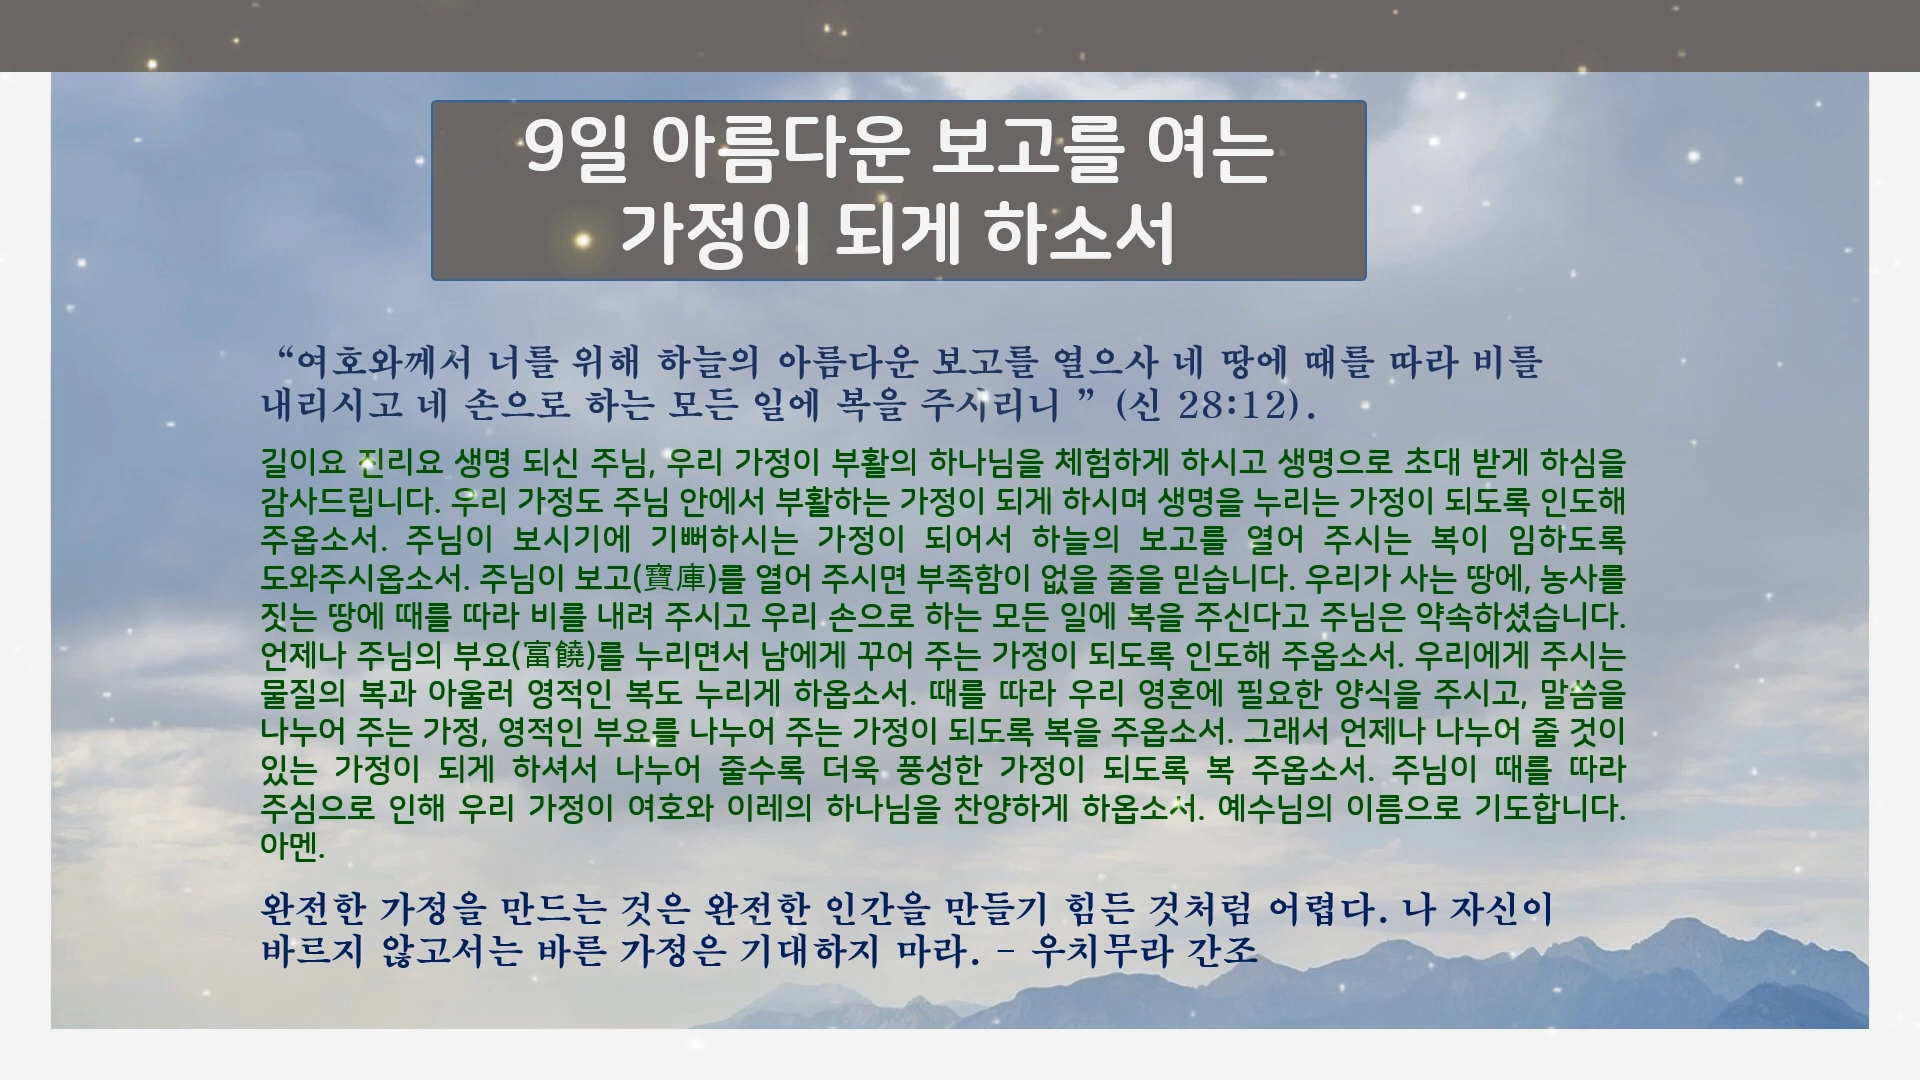 9일 아름다운 보고를 여는
가정이 되게 하소서
“여호와께서 너를 위해 하늘의 아름다운 보고를 열으사 네 땅에 때를 따라 비를
내리시고 네 손으로 하는 모든 일에 복을 주시리니 ” (신 28:12).
길이요 진리요 생명 되신 주님, 우리 가정이 부활의 하나님을 체험하게 하시고 생명으로 초대 받게 하심을
감사드립니다. 우리 가정도 주님 안에서 부활하는 가정이 되게 하시며 생명을 누리는 가정이 되도록 인도해
주옵소서. 주님이 보시기에 기뻐하시는 가정이 되어서 하늘의 보고를 열어 주시는 복이 임하도록
도와주시옵소서. 주님이 보고(寶庫)를 열어 주시면 부족함이 없을 줄을 믿습니다. 우리가 사는 땅에, 농사를
짓는 땅에 때를 따라 비를 내려 주시고 우리 손으로 하는 모든 일에 복을 주신다고 주님은 약속하셨습니다.
언제나 주님의 부요(富饒)를 누리면서 남에게 꾸어 주는 가정이 되도록 인도해 주옵소서. 우리에게 주시는
물질의 복과 아울러 영적인 복도 누리게 하옵소서. 때를 따라 우리 영혼에 필요한 양식을 주시고, 말씀을
나누어 주는 가정, 영적인 부요를 나누어 주는 가정이 되도록 복을 주옵소서. 그래서 언제나 나누어 줄 것이
있는 가정이 되게 하셔서 나누어 줄수록 더욱 풍성한 가정이 되도록 복 주옵소서. 주님이 때를 따라
주심으로 인해 우리 가정이 여호와 이레의 하나님을 찬양하게 하옵소서. 예수님의 이름으로 기도합니다.
아멘.
완전한 가정을 만드는 것은 완전한 인간을 만들기 힘든 것처럼 어렵다. 나 자신이
바르지 않고서는 바른 가정은 기대하지 마라. - 우치무라 간조